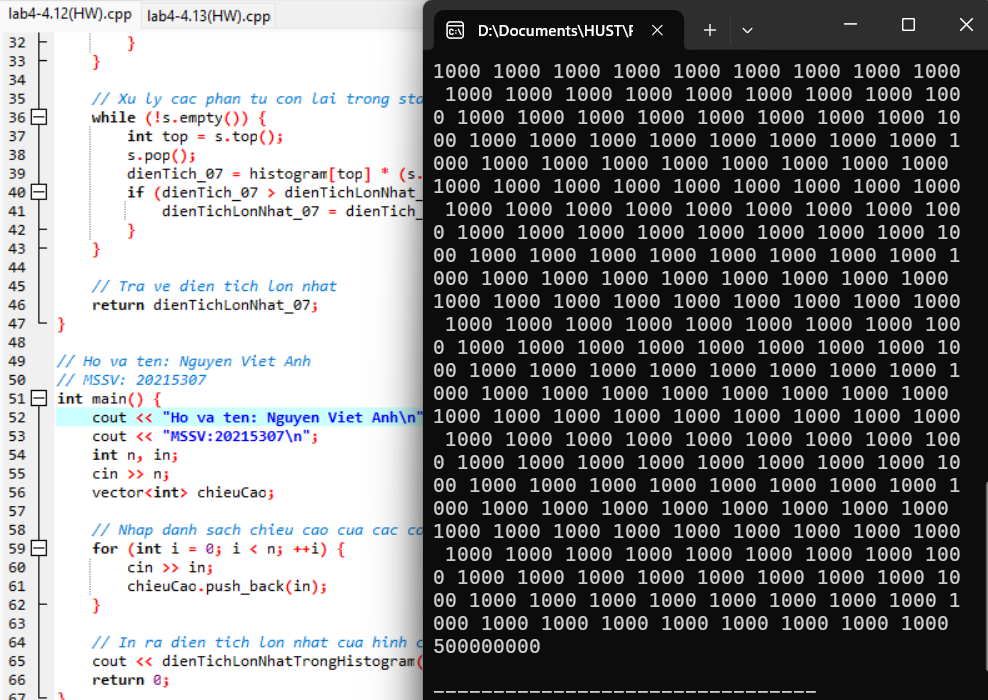 lab4-4.12(HW).cpp lab4-4.13(HW).cpp
32 }
33 }
34
35 // Xu ly cac phan tu con lai trong sta
36 while (!s.empty()) {
37 int top = s.top();
38 s.pop();
39 dienTich_07 = histogram[top] * (s.
40 if (dienTich_07 > dienTichLonNhat_
41 dienTichLonNhat_07 = dienTich_
42 }
43 }
44
45 // Tra ve dien tich lon nhat
46 return dienTichLonNhat_07;
47 }
48
49 // Ho va ten: Nguyen Viet Anh
50 // MSSV: 20215307
51 int main() {
52 cout << "Ho va ten: Nguyen Viet Anh\n"
53 cout << "MSSV:20215307\n";
54 int n, in;
55 cin >> n;
56 vector<int> chieuCao;
57
58 // Nhap danh sach chieu cao cua cac co
59 for (int i = 0; i < n; ++i) {
60 cin >> in;
61 chieuCao.push_back(in);
62 }
63
64 // In ra dien tich lon nhat cua hinh c
65 cout << dienTichLonNhatTrongHistogram(
66 return 0;
67 }
D:\Documents\HUST\F
1000 1000 1000 1000 1000 1000 1000 1000 1000
1000 1000 1000 1000 1000 1000 1000 1000 100
0 1000 1000 1000 1000 1000 1000 1000 1000 10
00 1000 1000 1000 1000 1000 1000 1000 1000 1
000 1000 1000 1000 1000 1000 1000 1000 1000
1000 1000 1000 1000 1000 1000 1000 1000 1000
1000 1000 1000 1000 1000 1000 1000 1000 100
0 1000 1000 1000 1000 1000 1000 1000 1000 10
00 1000 1000 1000 1000 1000 1000 1000 1000 1
000 1000 1000 1000 1000 1000 1000 1000 1000
1000 1000 1000 1000 1000 1000 1000 1000 1000
1000 1000 1000 1000 1000 1000 1000 1000 100
0 1000 1000 1000 1000 1000 1000 1000 1000 10
00 1000 1000 1000 1000 1000 1000 1000 1000 1
000 1000 1000 1000 1000 1000 1000 1000 1000
1000 1000 1000 1000 1000 1000 1000 1000 1000
1000 1000 1000 1000 1000 1000 1000 1000 100
0 1000 1000 1000 1000 1000 1000 1000 1000 10
00 1000 1000 1000 1000 1000 1000 1000 1000 1
000 1000 1000 1000 1000 1000 1000 1000 1000
1000 1000 1000 1000 1000 1000 1000 1000 1000
1000 1000 1000 1000 1000 1000 1000 1000 100
0 1000 1000 1000 1000 1000 1000 1000 1000 10
00 1000 1000 1000 1000 1000 1000 1000 1000 1
000 1000 1000 1000 1000 1000 1000 1000 1000
500000000
--------------------------------